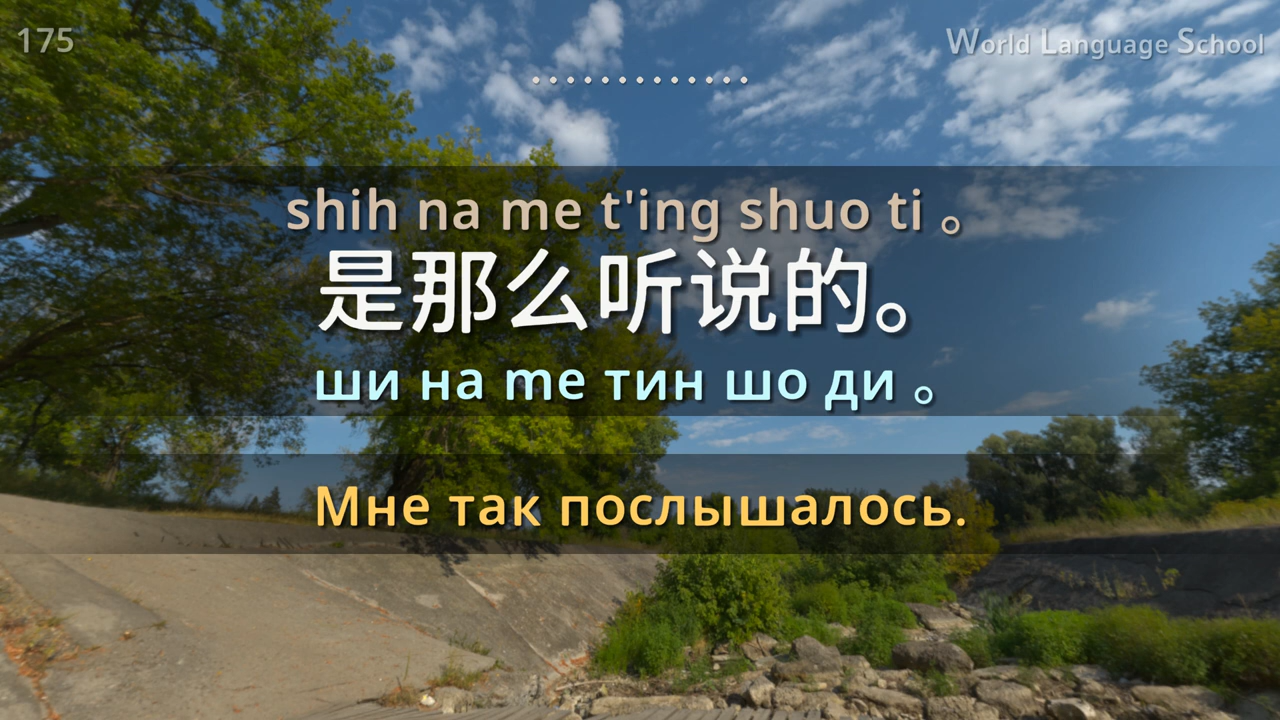 175
World Language School
shih na me t'ing shuo ti 。
是那么听说的。
ши на me тин шо ди 。
Мне так послышалось.